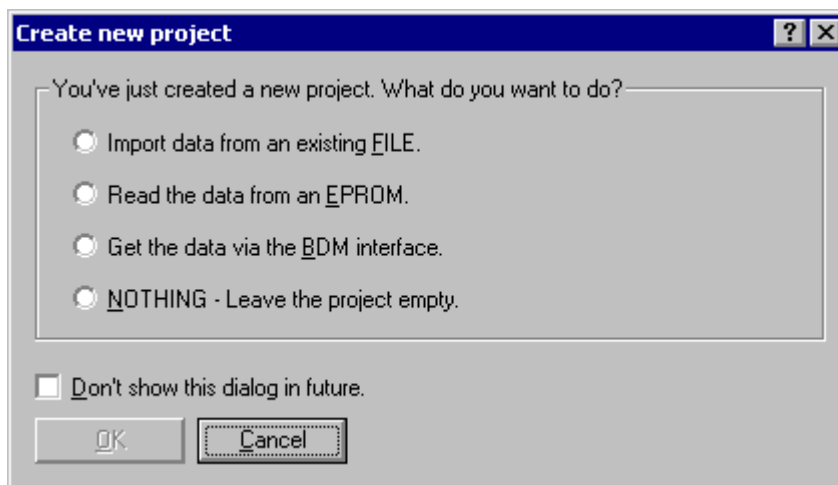 Create new project
You've just created a new project. What do you want to do?
Import data from an existing FILE.
Read the data from an EPROM.
Get the data via the BDM interface.
NOTHING - Leave the project empty.
Don't show this dialog in future.
OK Cancel